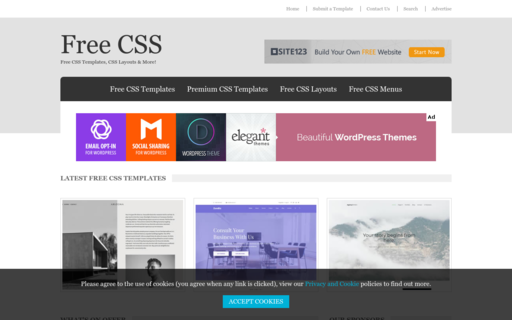 Home | Submit a Template | Contact Us | Search | Advertise
Free CSS
Free CSS Templates, CSS Layouts & More!
SITE123 Build Your Own FREE Website Start Now
Free CSS Templates Premium CSS Templates Free CSS Layouts Free CSS Menus
Ad
EMAIL OPT-IN
FOR WORDPRESS
SOCIAL SHARING
FOR WORDPRESS
WORDPRESS THEME
elegant
themes
Beautiful WordPress Themes
LATEST FREE CSS TEMPLATES
Consult Your
Business With Us
Please agree to the use of cookies (you agree when any link is clicked), view our Privacy and Cookie policies to find out more.
ACCEPT COOKIES